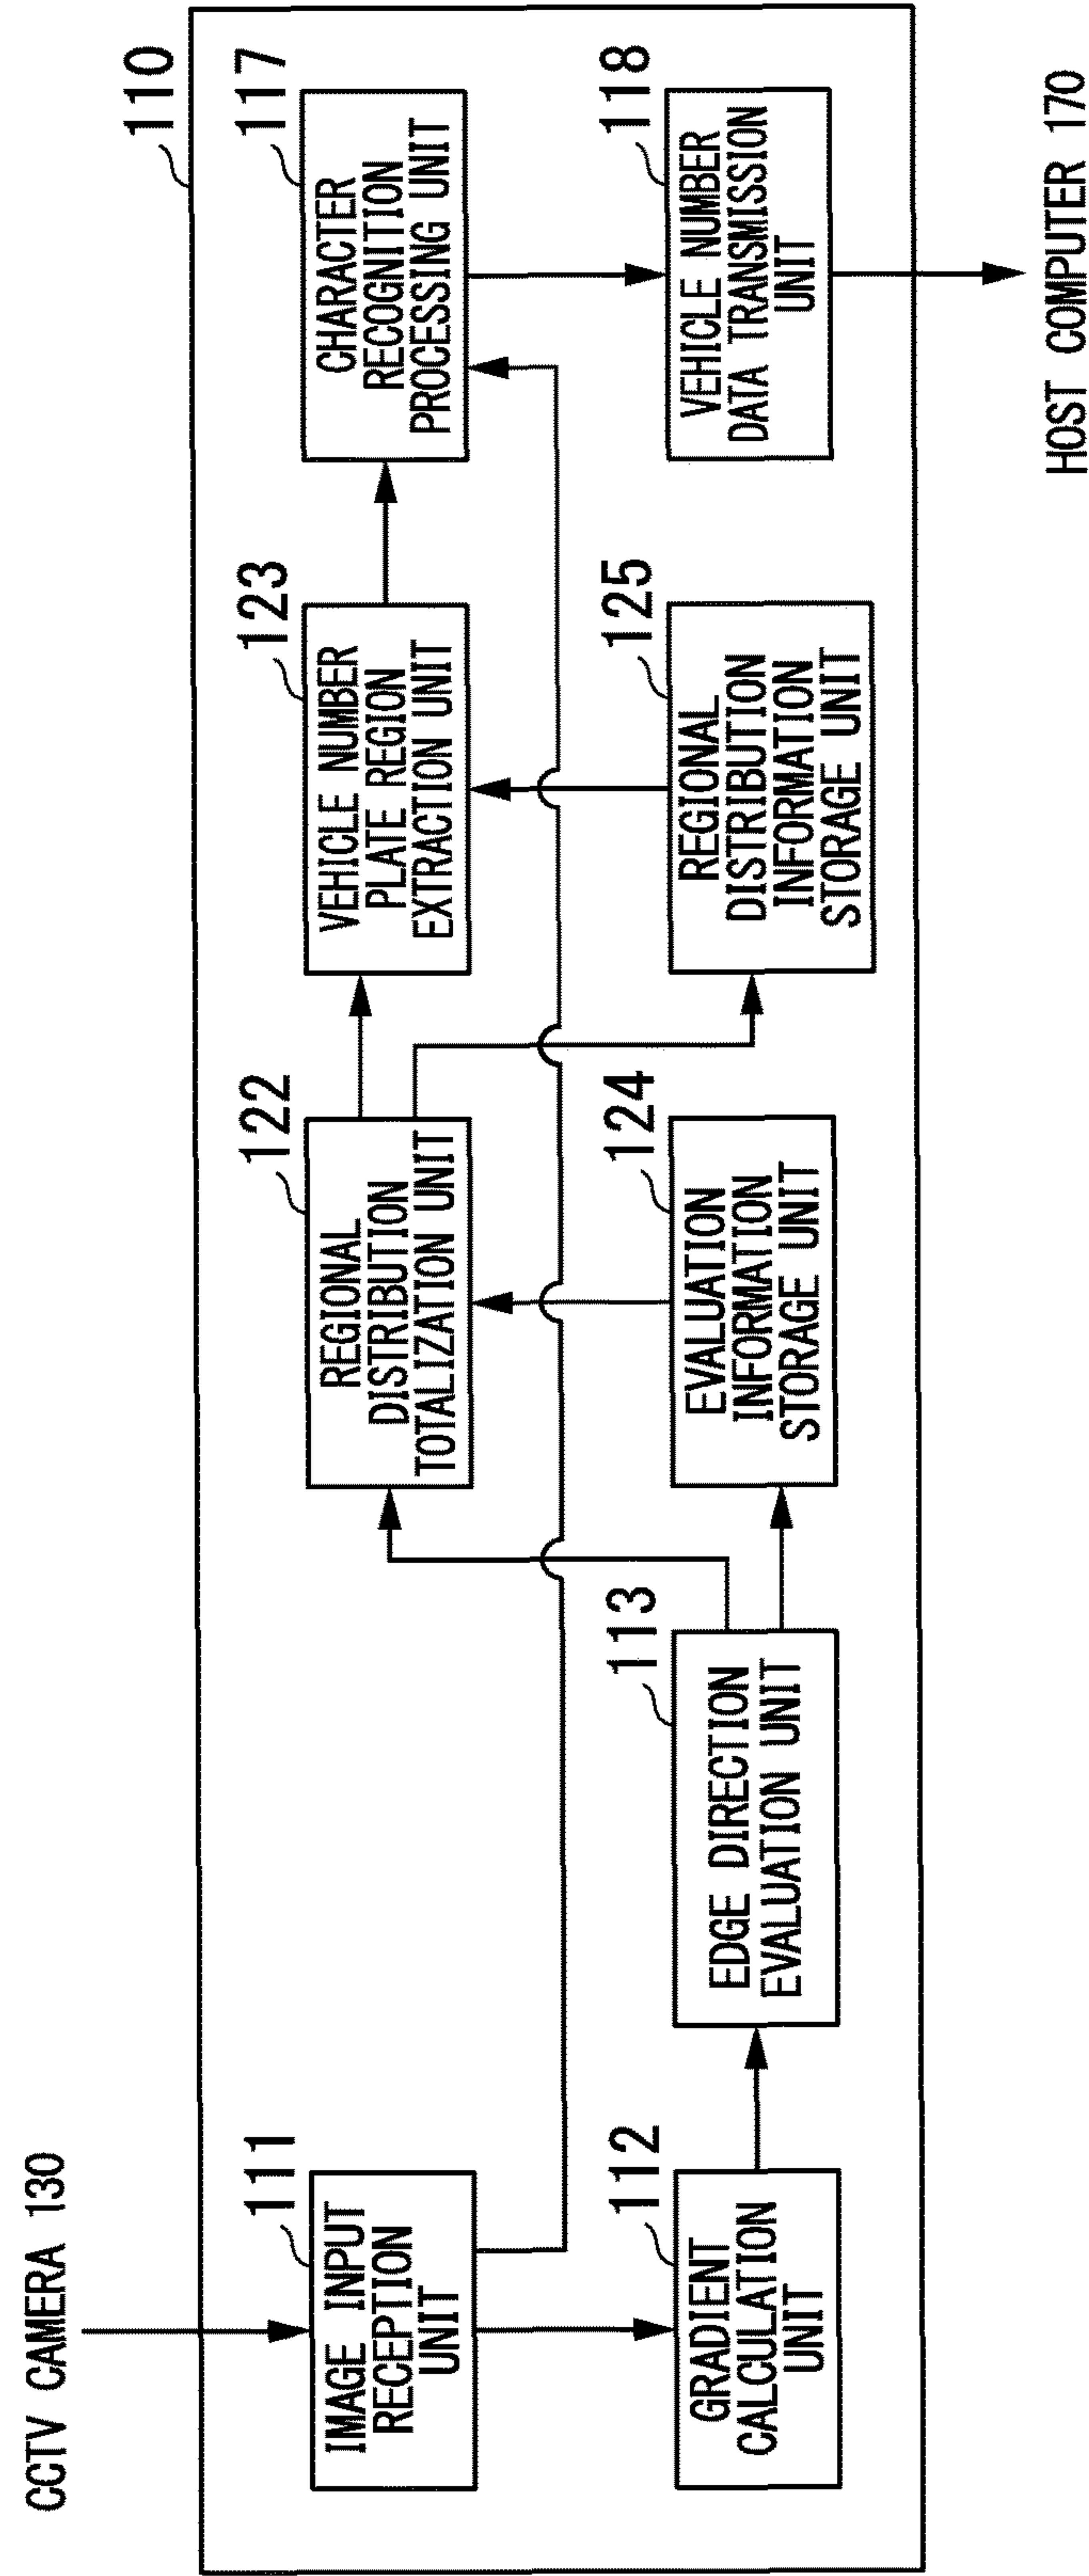 CCTV CAMERA 130
110
111
IMAGE INPUT
RECEPTION
UNIT
112
GRADIENT
CALCULATION
UNIT
113
EDGE DIRECTION
EVALUATION UNIT
122
REGIONAL
DISTRIBUTION
TOTALIZATION UNIT
124
EVALUATION
INFORMATION
STORAGE UNIT
123
VEHICLE NUMBER
PLATE REGION
EXTRACTION UNIT
125
REGIONAL
DISTRIBUTION
INFORMATION
STORAGE UNIT
117
CHARACTER
RECOGNITION
PROCESSING UNIT
118
VEHICLE NUMBER
DATA TRANSMISSION
UNIT
HOST COMPUTER 170